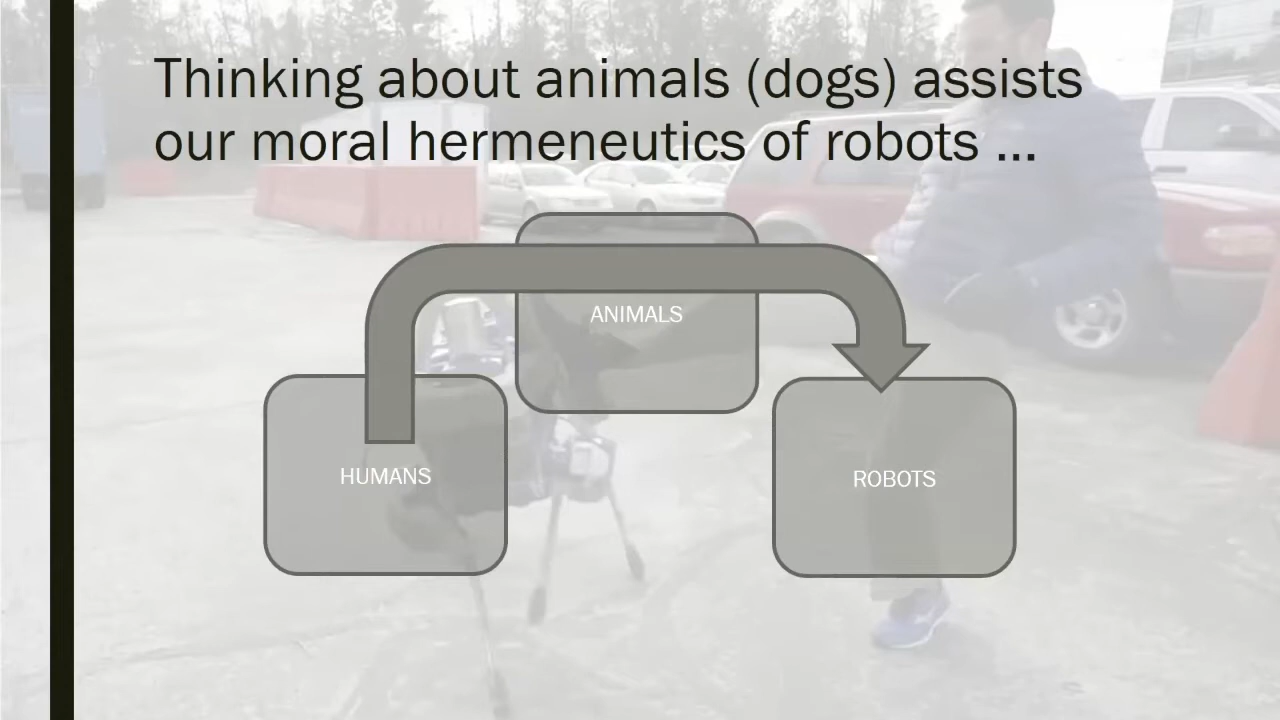 Thinking about animals (dogs) assists
our moral hermeneutics of robots ...
ANIMALS
HUMANS
ROBOTS